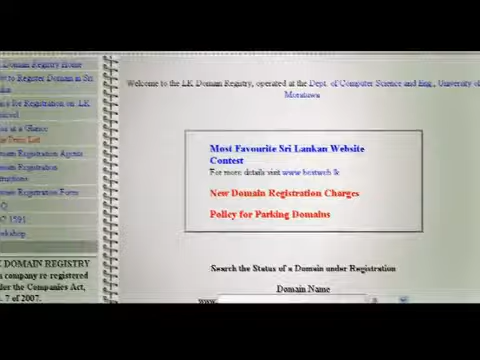 Domain Registry Home
to Register Domain in Sri
for Registration on .LK
at a Glance
Price List
Registration Agents
Registration
Registration Form
1591
DOMAIN REGISTRY
company re-registered
the Companies Act,
7 of 2007.
Welcome to the LK Domain Registry, operated at the Dept. of Computer Science and Eng., University of
Moratuwa
Most Favourite Sri Lankan Website
Contest
For more details visit www.bestweb.lk
New Domain Registration Charges
Policy for Parking Domains
Search the Status of a Domain under Registration
Domain Name
www.